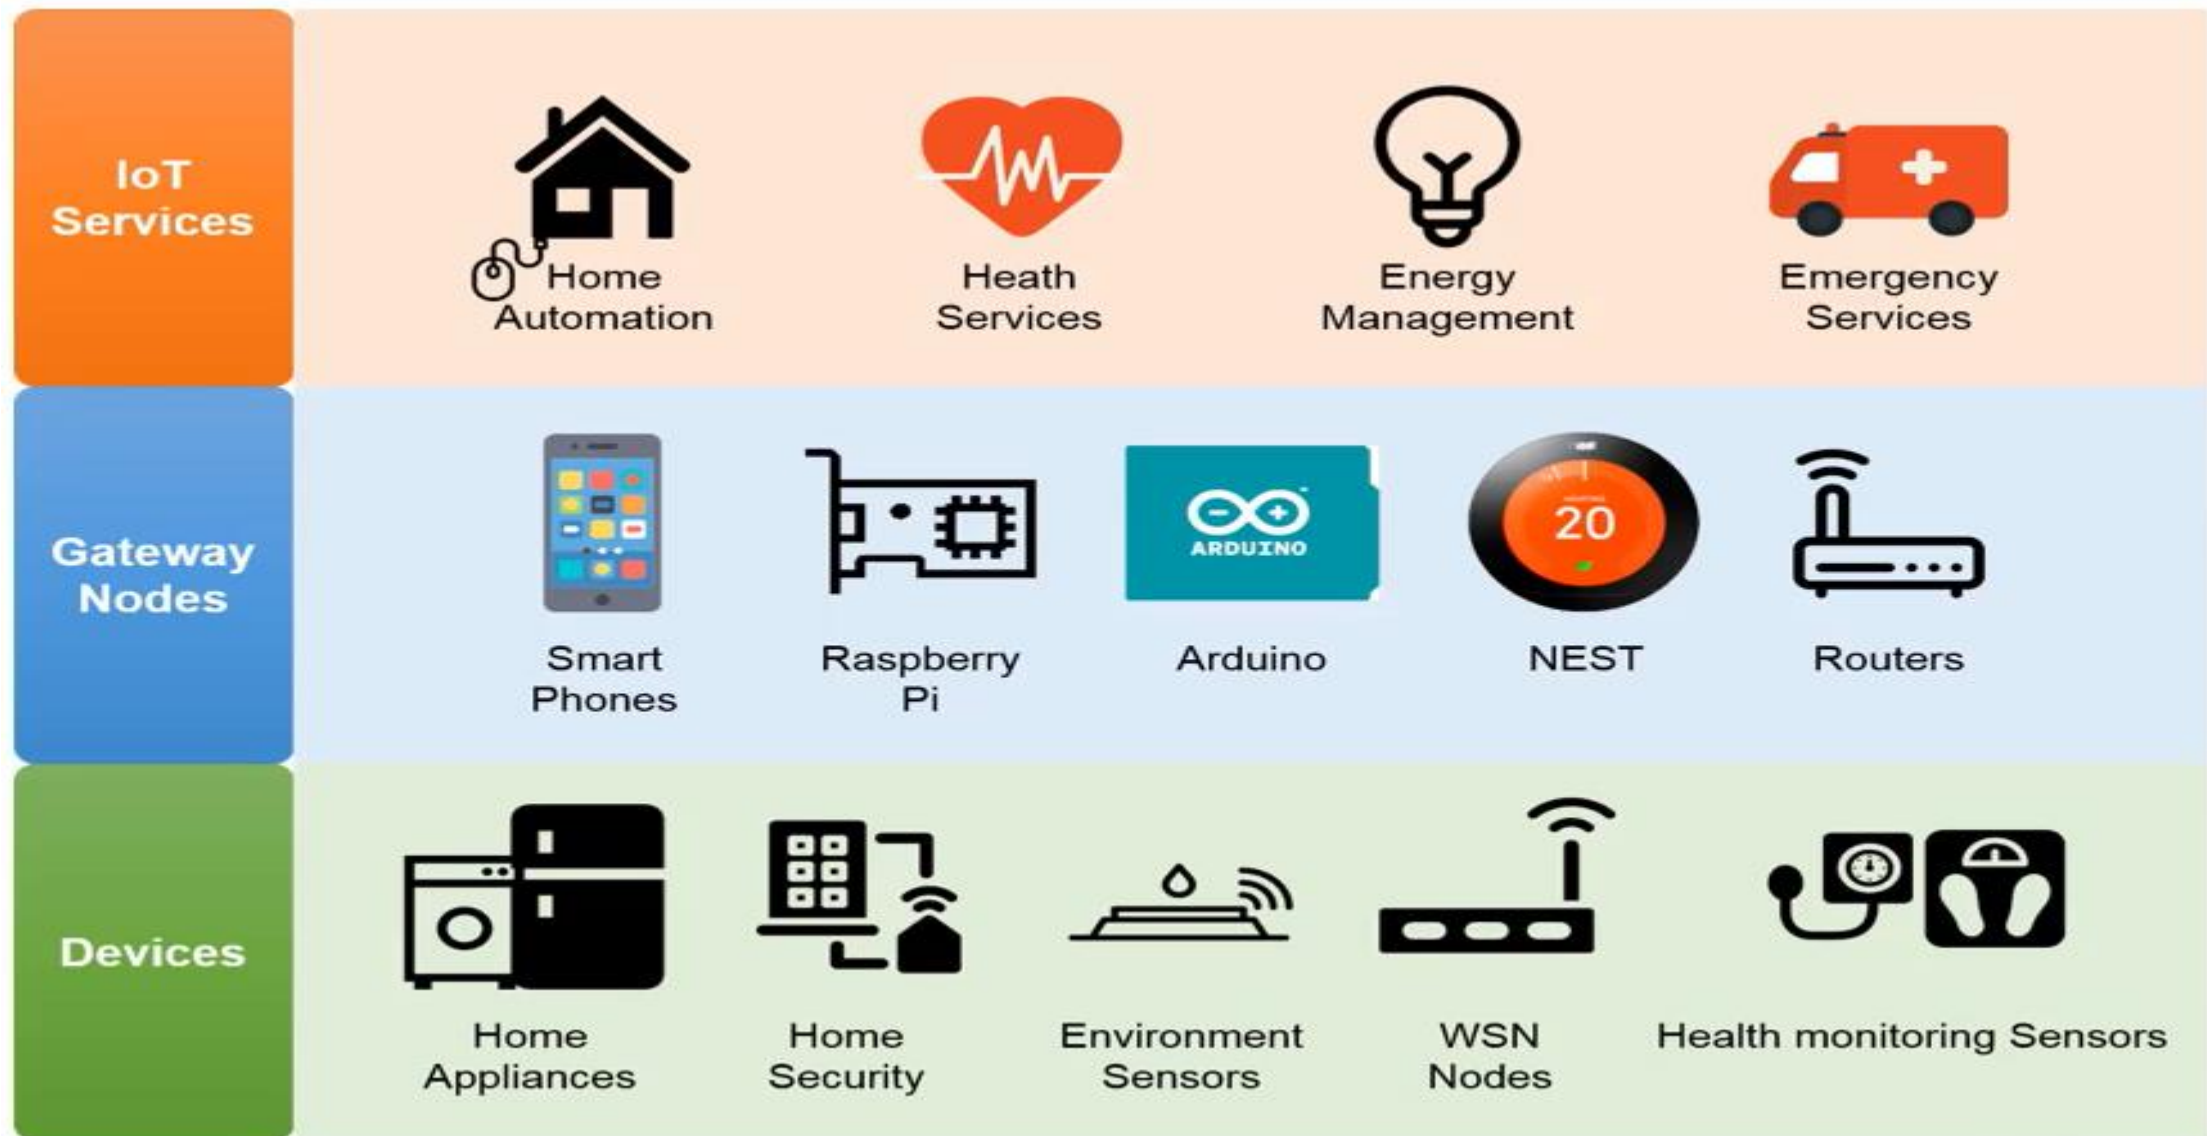 IoT
Services
Home
Automation
Heath
Services
Energy
Management
Emergency
Services
Gateway
Nodes
ARDUINO
20
Smart
Phones
Raspberry
Pi
Arduino
NEST
Routers
Devices
Home
Appliances
Home
Security
Environment
Sensors
WSN
Nodes
Health monitoring Sensors